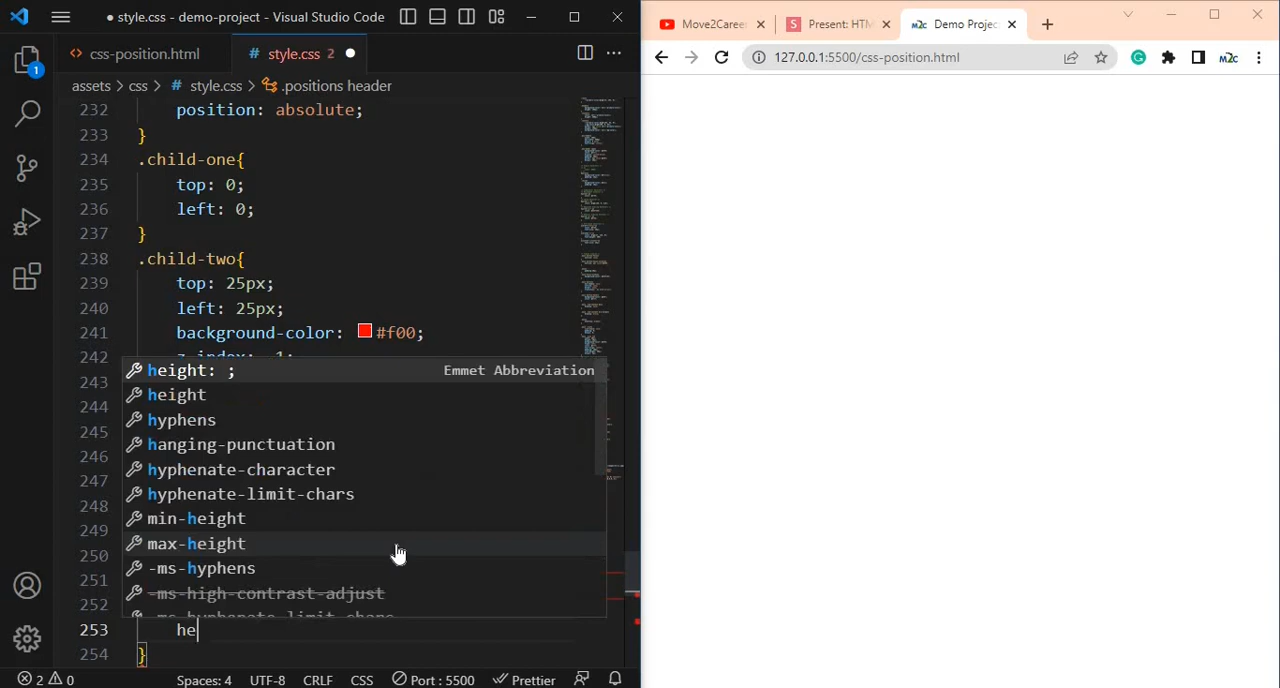 ● style.css - demo-project - Visual Studio Code
css-position.html
# style.css 2 ●
assets > css > # style.css > .positions header
232 position: absolute;
233 }
234 .child-one{
235 top: 0;
236 left: 0;
237 }
238 .child-two{
239 top: 25px;
240 left: 25px;
241 background-color: #f00;
242 z-index: -1;
243
244
245
246
247
248
249
250
251
252
253 he
254 }
height: ; Emmet Abbreviation
height
hyphens
hanging-punctuation
hyphenate-character
hyphenate-limit-chars
min-height
max-height
-ms-hyphens
-ms-high-contrast-adjust
-ms-hyphenate-limit-chars
1
2 0 Spaces: 4 UTF-8 CRLF CSS Port : 5500 Prettier
Move2Caree
S Present: HTM
M2C Demo Projec
127.0.0.1:5500/css-position.html
M2C